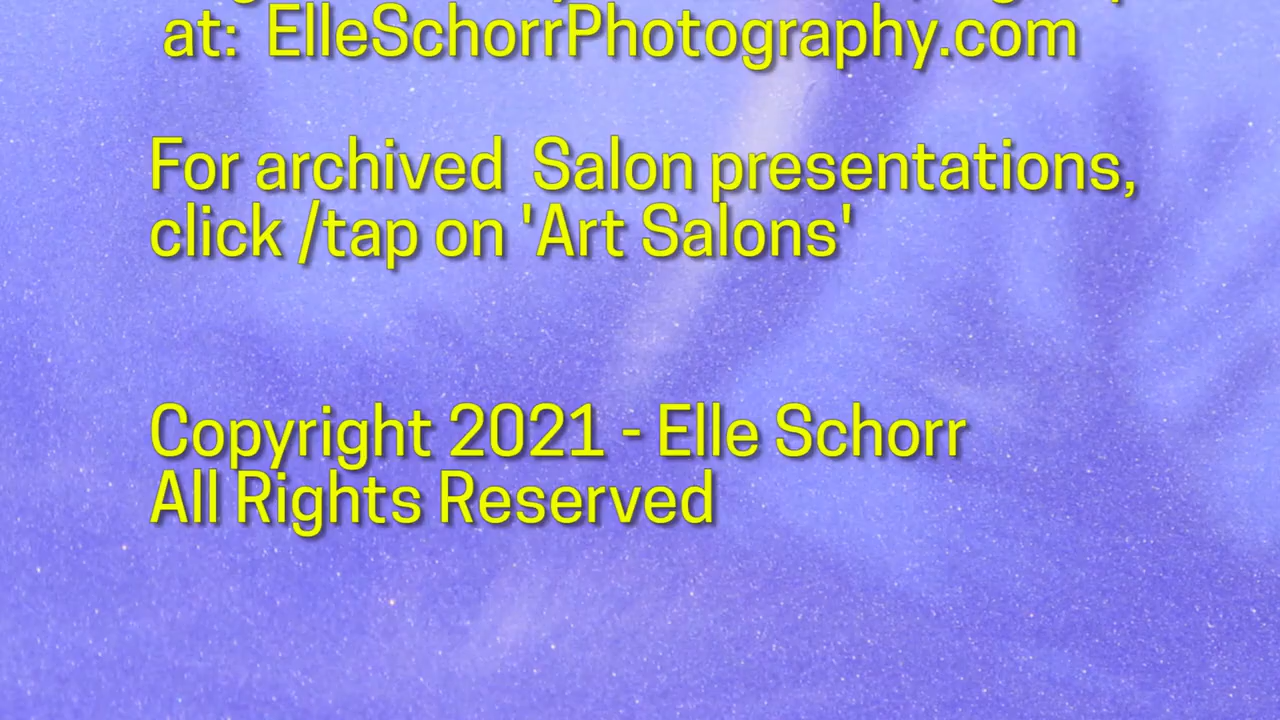 at: ElleSchorrPhotography.com
For archived Salon presentations,
click /tap on 'Art Salons'
Copyright 2021 - Elle Schorr
All Rights Reserved